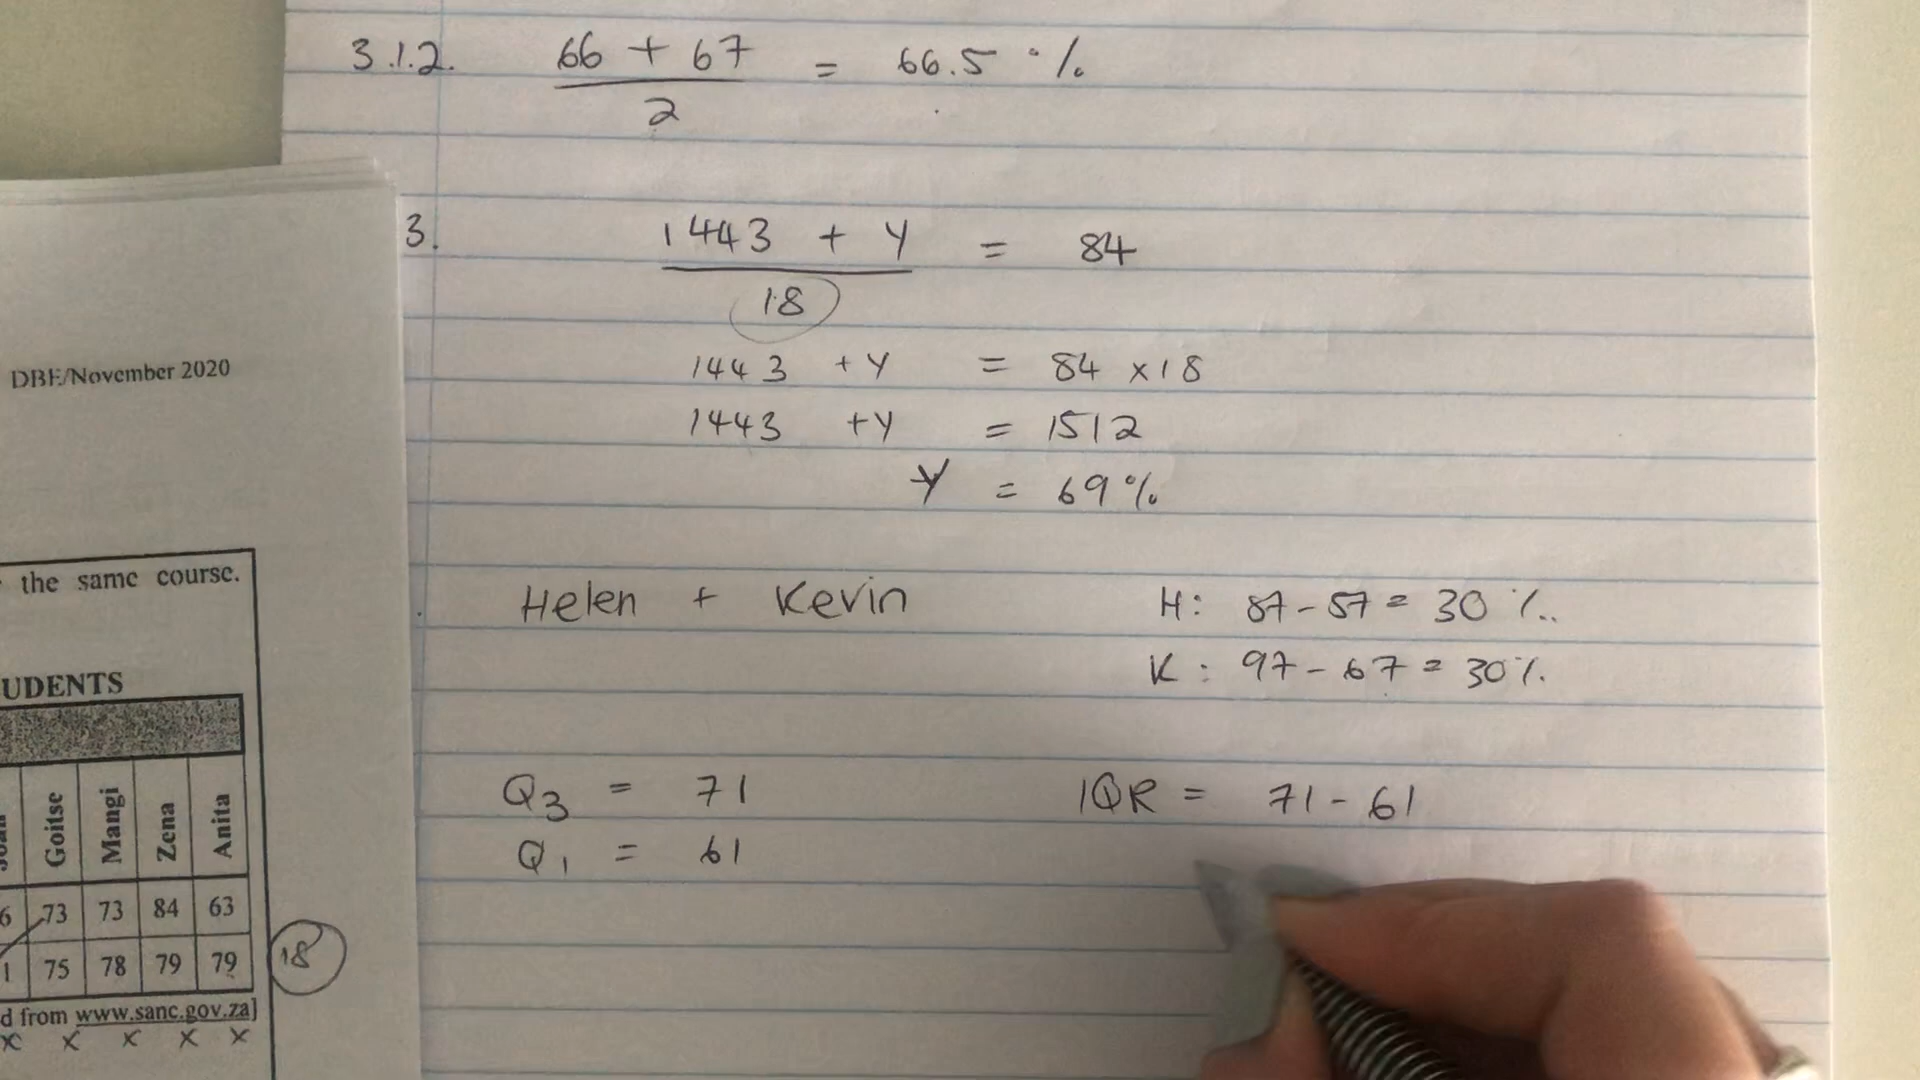 3.1.2. 66 + 67 / 2 = 66.5 %
3. 1443 + Y / 18 = 84
1443 + Y = 84 x 18
1443 + Y = 1512
Y = 69%
Helen + Kevin
H: 87 - 57 = 30 %.
K: 97 - 67 = 30 %.
Q3 = 71
Q1 = 61
IQR = 71 - 61
DBE/November 2020
the same course.
UDENTS
Goitse Mangi Zena Anita
6 73 73 84 63
1 75 78 79 79
18
d from www.sanc.gov.za]
x x x x x